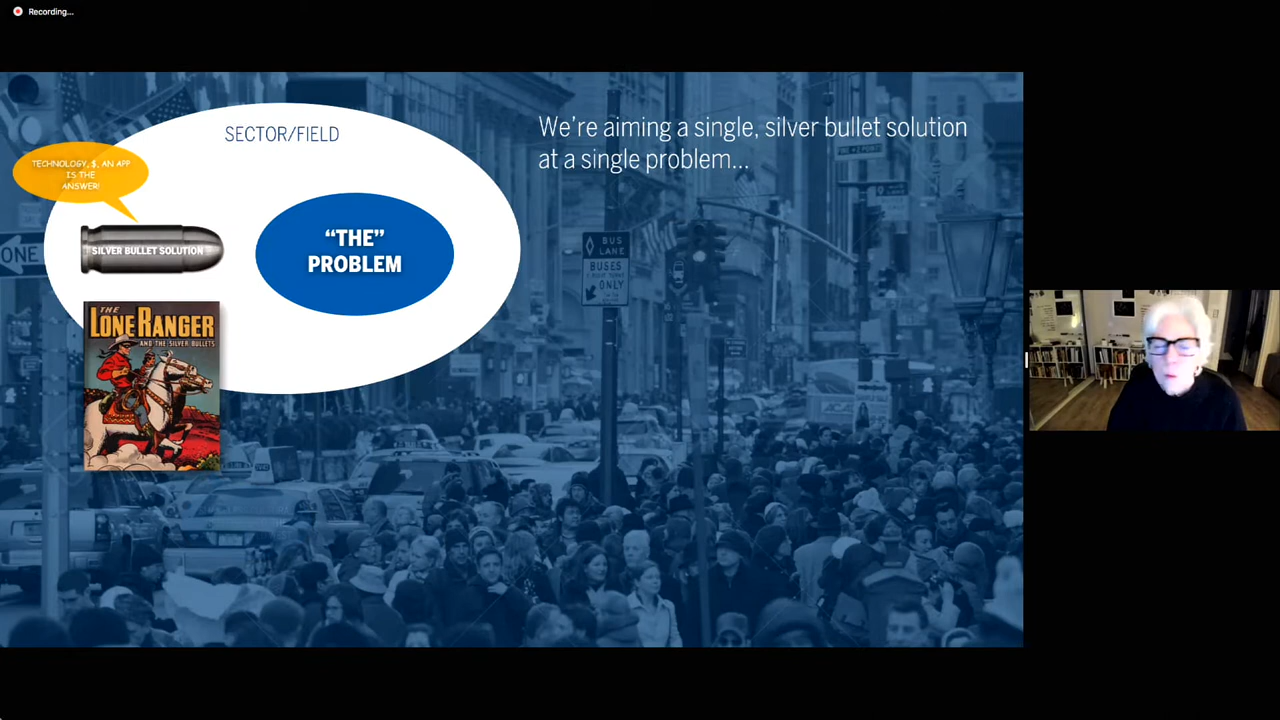 Recording...
SECTOR/FIELD
We're aiming a single, silver bullet solution
at a single problem...
TECHNOLOGY, $, AN APP
IS THE
ANSWER!
SILVER BULLET SOLUTION
"THE"
PROBLEM
THE
LONE RANGER
AND THE SILVER BULLETS
ONE
BUS
LANE
BUSES
ONLY